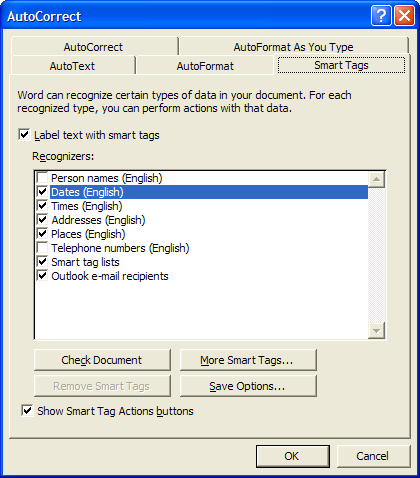 AutoCorrect
AutoCorrect AutoFormat As You Type
AutoText AutoFormat Smart Tags
Word can recognize certain types of data in your document. For each
recognized type, you can perform actions with that data.
Label text with smart tags
Recognizers:
Person names (English)
Dates (English)
Times (English)
Addresses (English)
Places (English)
Telephone numbers (English)
Smart tag lists
Outlook e-mail recipients
Check Document More Smart Tags...
Remove Smart Tags Save Options...
Show Smart Tag Actions buttons
OK Cancel